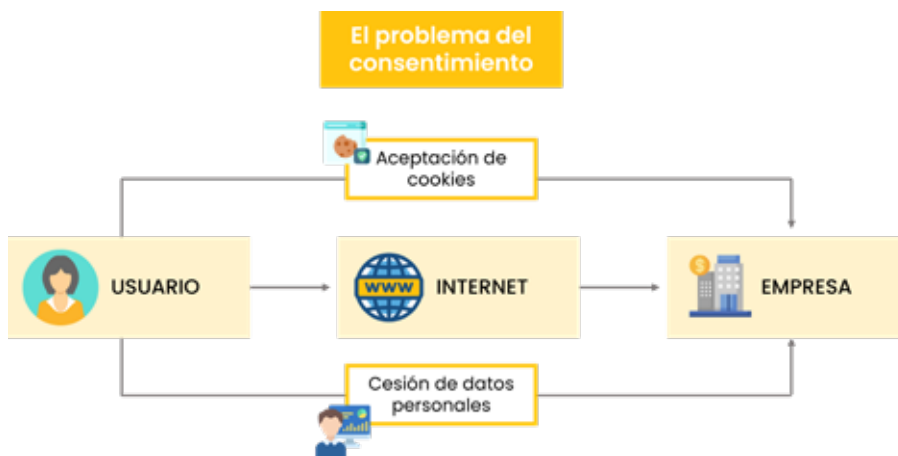 El problema del
consentimiento
Aceptación de
cookies
USUARIO
WWW
INTERNET
EMPRESA
Cesión de datos
personales